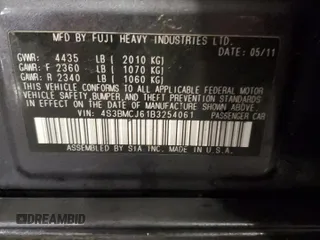 MFD BY FUJI HEAVY INDUSTRIES LTD.
DATE: 05/11
GVWR: 4435 LB ( 2010 KG)
GAWR: F 2360 LB ( 1070 KG)
GAWR: R 2340 LB ( 1060 KG)
THIS VEHICLE CONFORMS TO ALL APPLICABLE FEDERAL MOTOR
VEHICLE SAFETY, BUMPER AND THEFT PREVENTION STANDARDS
IN EFFECT ON THE DATE OF MANUFACTURE SHOWN ABOVE.
VIN: 4S3BMCJ61B3254061 PASSENGER CAR
ASSEMBLED BY SIA INC. MADE IN U.S.A.
© DREAMBID
dreambid.com